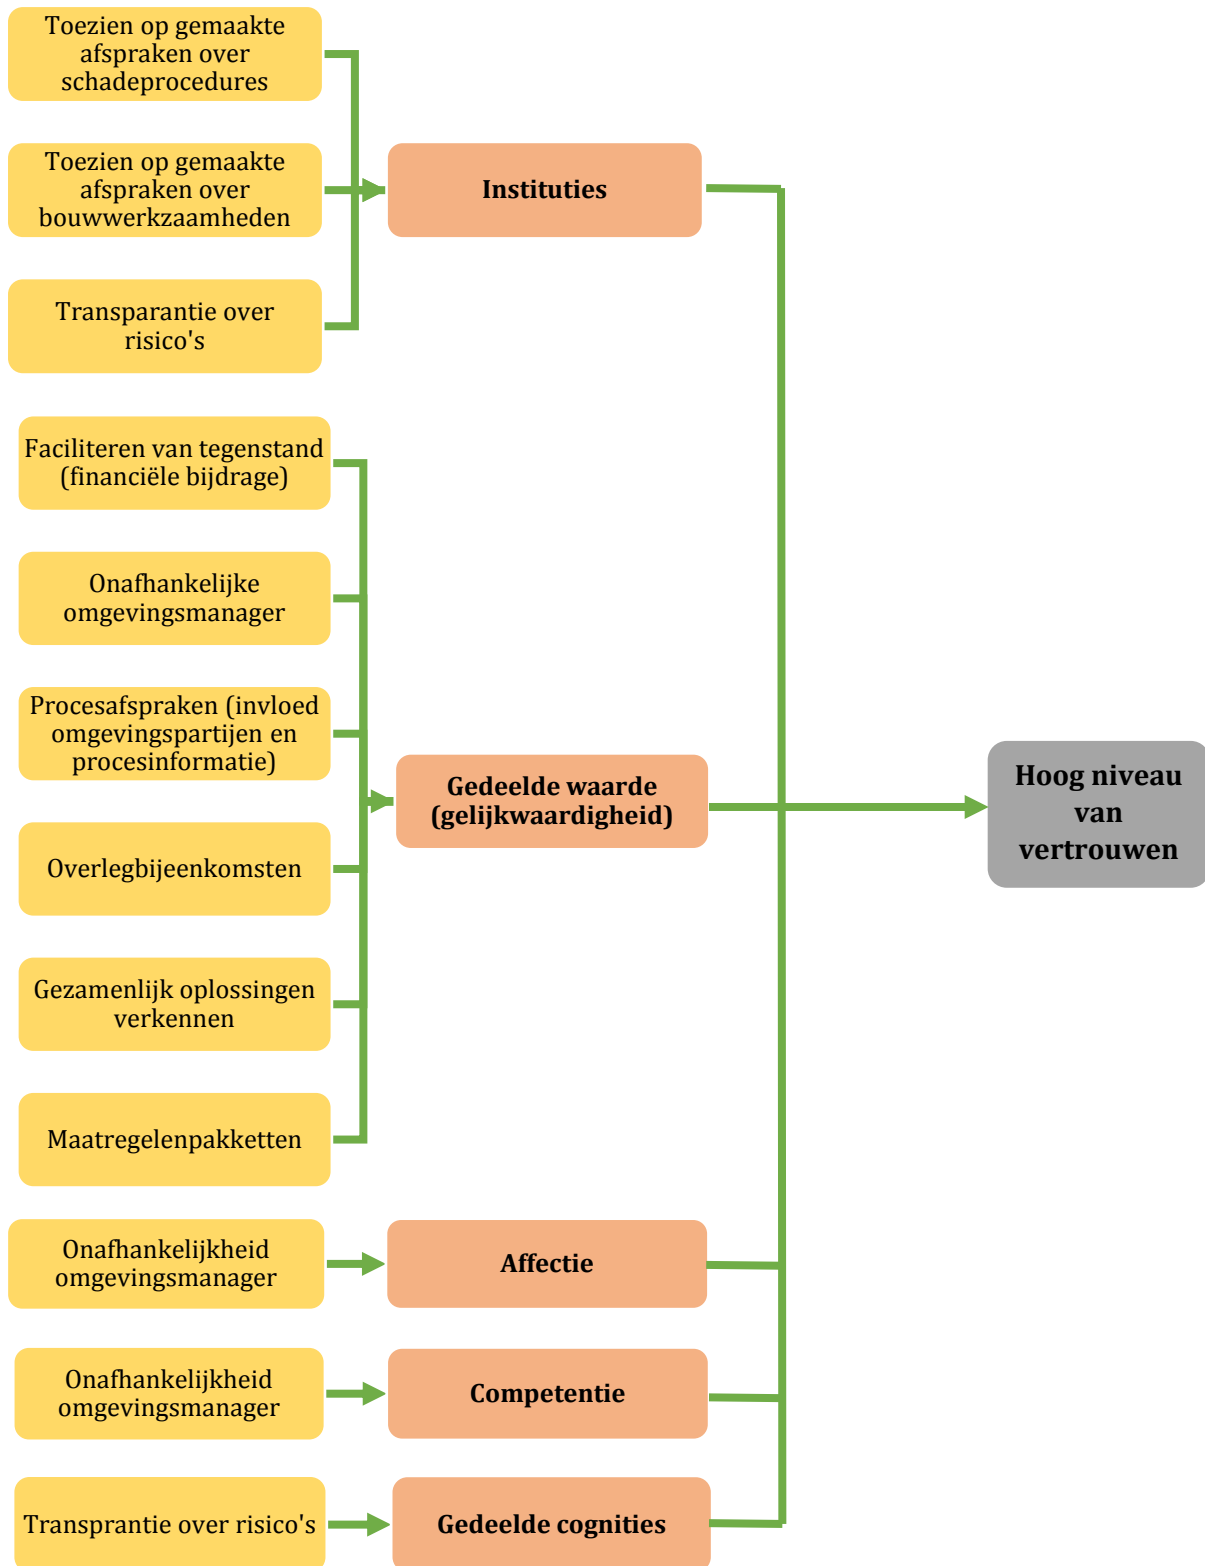 Toezien op gemaakte
afspraken over
schadeprocedures
Toezien op gemaakte
afspraken over
bouwwerkzaamheden
Instituties
Transparantie over
risico's
Faciliteren van tegenstand
(financiële bijdrage)
Onafhankelijke
omgevingsmanager
Procesafspraken (invloed
omgevingspartijen en
procesinformatie)
Gedeelde waarde
(gelijkwaardigheid)
Hoog niveau
van
vertrouwen
Overlegbijeenkomsten
Gezamenlijk oplossingen
verkennen
Maatregelenpakketten
Onafhankelijkheid
omgevingsmanager
Affectie
Onafhankelijkheid
omgevingsmanager
Competentie
Transprantie over risico's
Gedeelde cognities